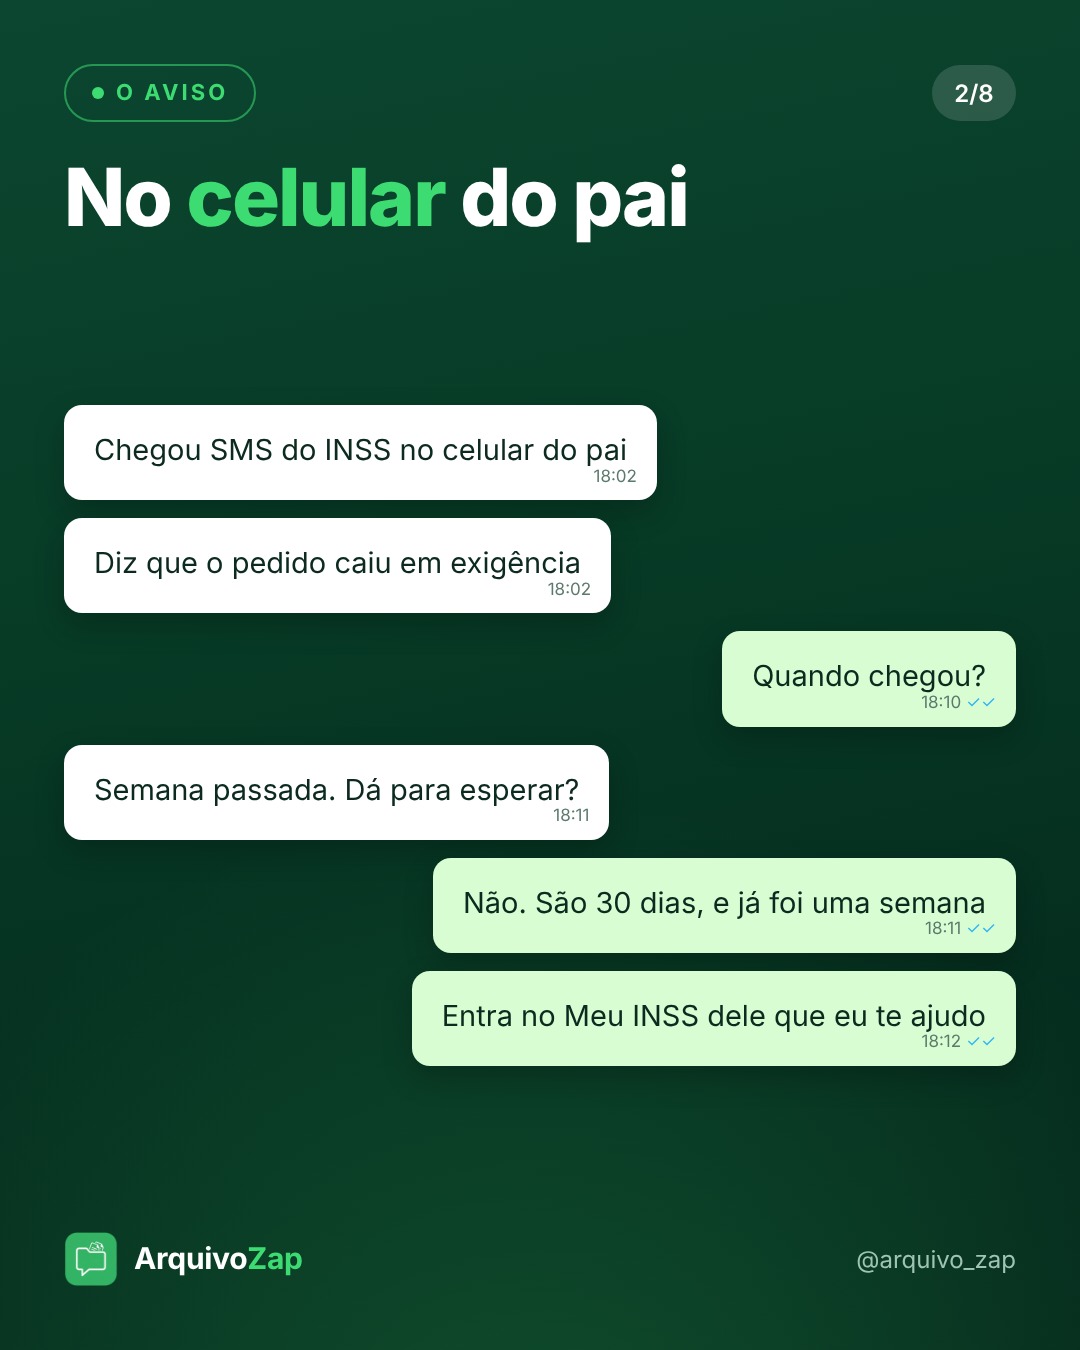 O AVISO
2/8
No celular do pai
Chegou SMS do INSS no celular do pai
18:02
Diz que o pedido caiu em exigência
18:02
Quando chegou?
18:10
Semana passada. Dá para esperar?
18:11
Não. São 30 dias, e já foi uma semana
18:11
Entra no Meu INSS dele que eu te ajudo
18:12
ArquivoZap
@arquivo_zap